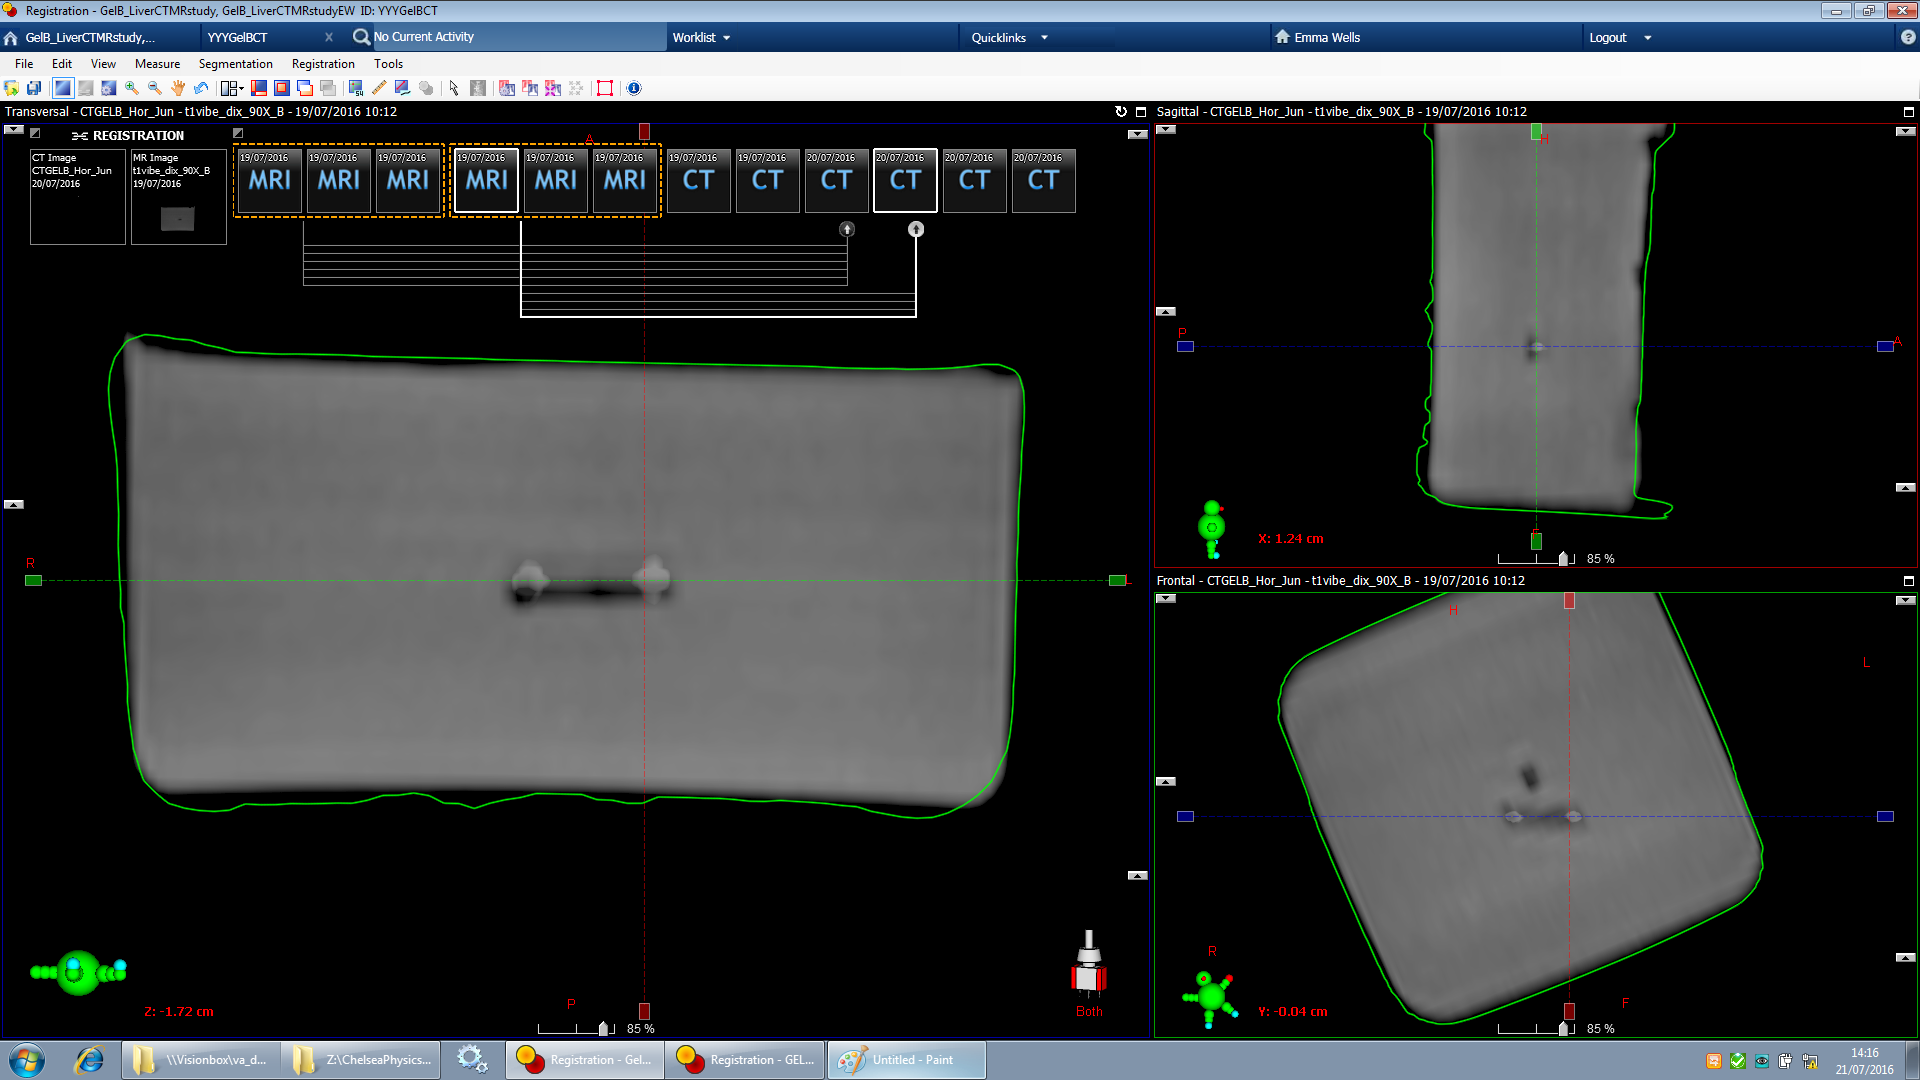 Registration - GelB_LiverCTMRstudy, GelB_LiverCTMRstudyEW ID: YYYGelBCT
GelB_LiverCTMRstudy,... YYYGelBCT x No Current Activity Worklist Quicklinks Emma Wells Logout ?
File Edit View Measure Segmentation Registration Tools
Transversal - CTGELB_Hor_Jun - t1vibe_dix_90X_B - 19/07/2016 10:12
REGISTRATION
CT Image
CTGELB_Hor_Jun
20/07/2016
MR Image
t1vibe_dix_90X_B
19/07/2016
19/07/2016 19/07/2016 19/07/2016 19/07/2016 19/07/2016 19/07/2016 19/07/2016 19/07/2016 20/07/2016 20/07/2016 20/07/2016 20/07/2016
MRI MRI MRI MRI MRI MRI CT CT CT CT CT CT
A
R
L
P
Z: -1.72 cm
85 %
Both
Sagittal - CTGELB_Hor_Jun - t1vibe_dix_90X_B - 19/07/2016 10:12
H
P
A
X: 1.24 cm
85 %
Frontal - CTGELB_Hor_Jun - t1vibe_dix_90X_B - 19/07/2016 10:12
H
L
R
F
Y: -0.04 cm
85 %
\\Visionbox\va_d... Z:\ChelseaPhysics... Registration - Gel... Registration - GEL... Untitled - Paint
14:16
21/07/2016